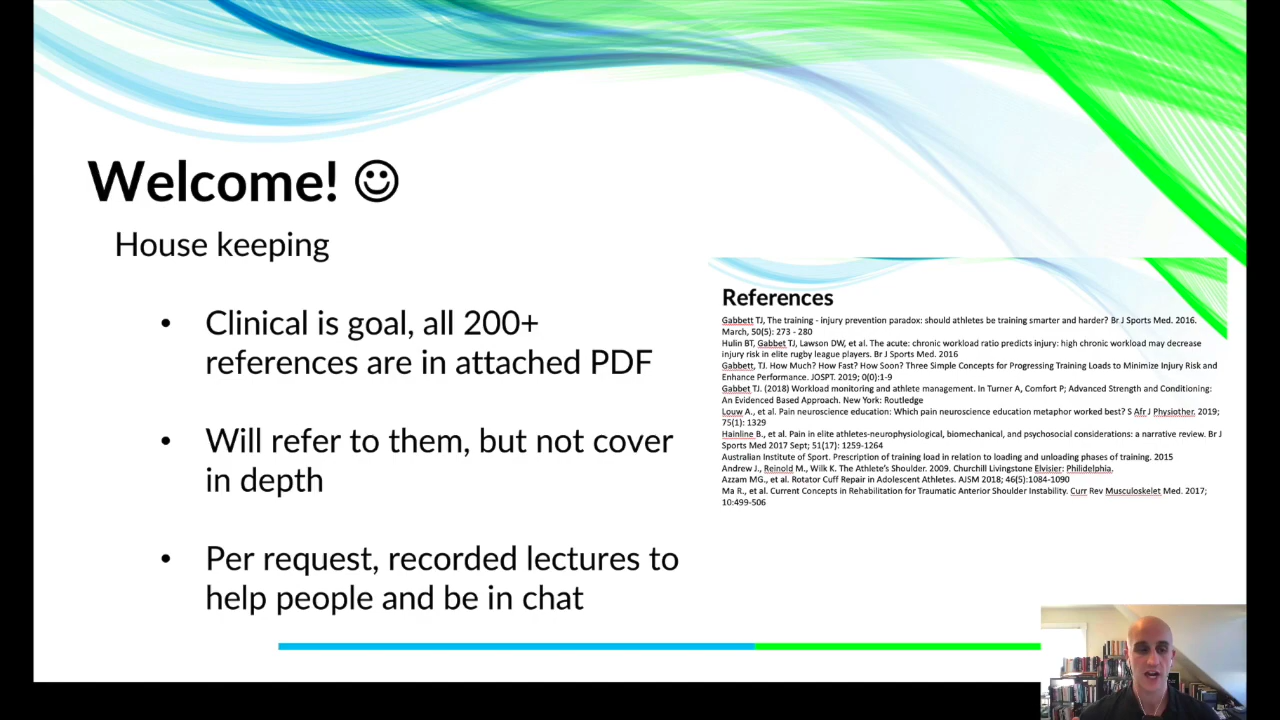 Welcome! ☺
House keeping
• Clinical is goal, all 200+
references are in attached PDF
• Will refer to them, but not cover
in depth
• Per request, recorded lectures to
help people and be in chat
References
Gabbett TJ, The training - injury prevention paradox: should athletes be training smarter and harder? Br J Sports Med. 2016.
March, 50(5): 273 - 280
Hulin BT, Gabbet TJ, Lawson DW, et al. The acute: chronic workload ratio predicts injury: high chronic workload may decrease
injury risk in elite rugby league players. Br J Sports Med. 2016
Gabbett, TJ. How Much? How Fast? How Soon? Three Simple Concepts for Progressing Training Loads to Minimize Injury Risk and
Enhance Performance. JOSPT. 2019; 0(0):1-9
Gabbet TJ. (2018) Workload monitoring and athlete management. In Turner A, Comfort P; Advanced Strength and Conditioning:
An Evidenced Based Approach. New York: Routledge
Louw A., et al. Pain neuroscience education: Which pain neuroscience education metaphor worked best? S Afr J Physiother. 2019;
75(1): 1329
Hainline B., et al. Pain in elite athletes-neurophysiological, biomechanical, and psychosocial considerations: a narrative review. Br J
Sports Med 2017 Sept; 51(17): 1259-1264
Australian Institute of Sport. Prescription of training load in relation to loading and unloading phases of training. 2015
Andrew J., Reinold M., Wilk K. The Athlete's Shoulder. 2009. Churchill Livingstone Elvisier: Philidelphia.
Azzam MG., et al. Rotator Cuff Repair in Adolescent Athletes. AJSM 2018; 46(5):1084-1090
Ma R., et al. Current Concepts in Rehabilitation for Traumatic Anterior Shoulder Instability. Curr Rev Musculoskelet Med. 2017;
10:499-506